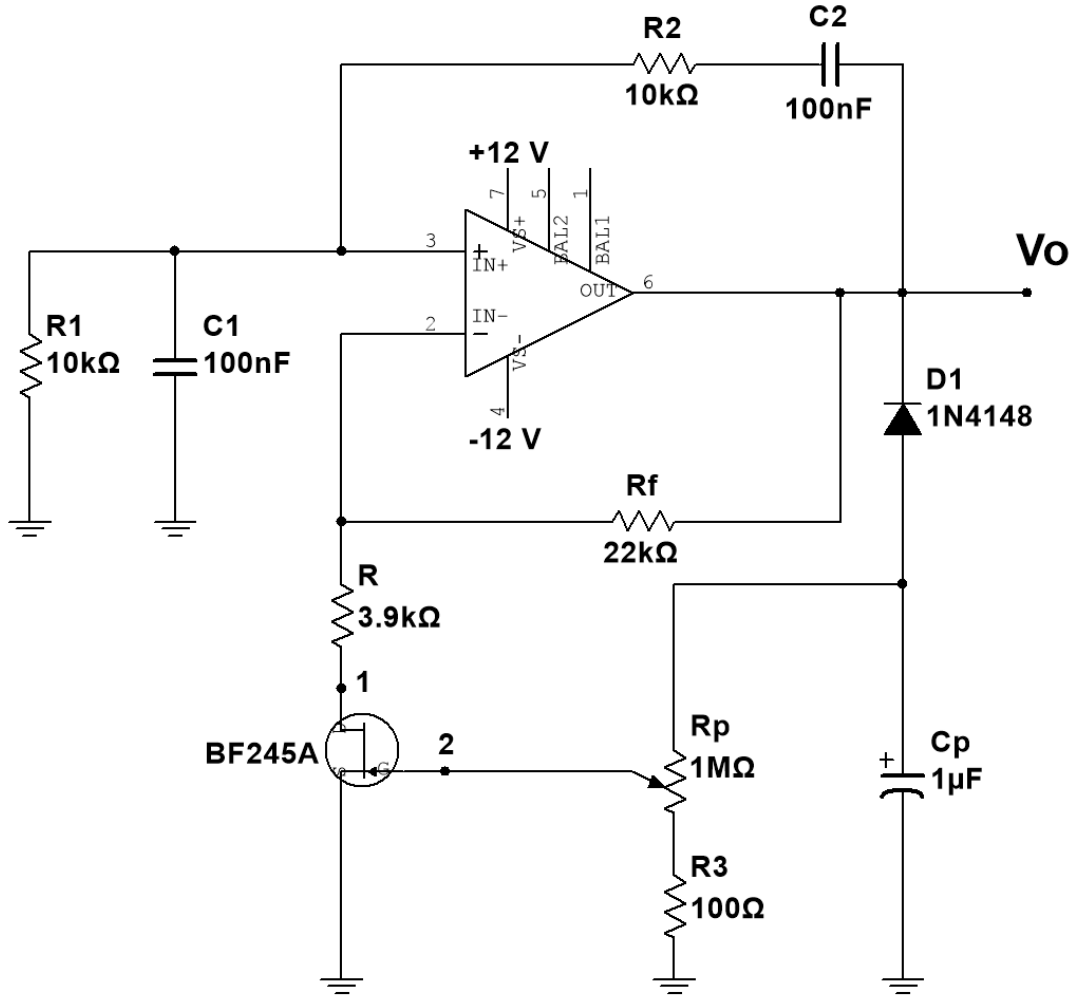 C2
R2
10kΩ
100nF
+12 V
7
5
1
VS+
BAL2
BAL1
3
+
IN+
Vo
OUT
6
IN-
2
−
R1
10kΩ
C1
100nF
VS-
4
-12 V
D1
1N4148
Rf
22kΩ
R
3.9kΩ
1
D
BF245A
S
G
2
Rp
1MΩ
Cp
+
1µF
R3
100Ω